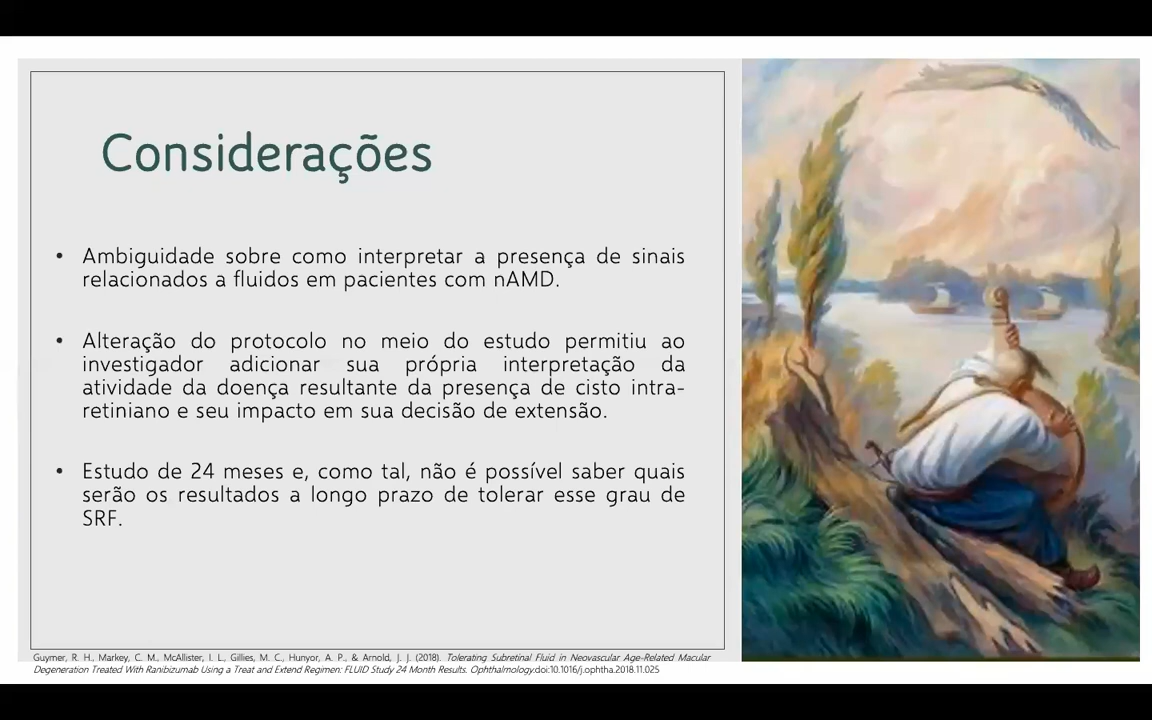 Considerações
• Ambiguidade sobre como interpretar a presença de sinais
relacionados a fluidos em pacientes com nAMD.
• Alteração do protocolo no meio do estudo permitiu ao
investigador adicionar sua própria interpretação da
atividade da doença resultante da presença de cisto intra-
retiniano e seu impacto em sua decisão de extensão.
• Estudo de 24 meses e, como tal, não é possível saber quais
serão os resultados a longo prazo de tolerar esse grau de
SRF.
Guymer, R. H., Markey, C. M., McAllister, I. L., Gillies, M. C., Hunyor, A. P., & Arnold, J. J. (2018). Tolerating Subretinal Fluid in Neovascular Age-Related Macular
Degeneration Treated With Ranibizumab Using a Treat and Extend Regimen: FLUID Study 24 Month Results. Ophthalmology.doi:10.1016/j.ophtha.2018.11.025